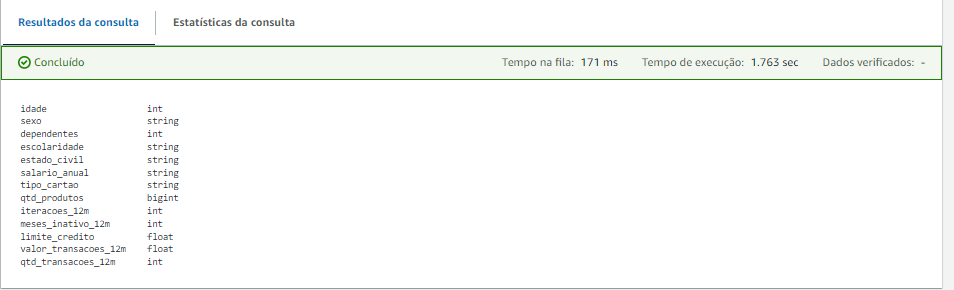 Resultados da consulta Estatísticas da consulta
Concluído Tempo na fila: 171 ms Tempo de execução: 1.763 sec Dados verificados: -
idade int
sexo string
dependentes int
escolaridade string
estado_civil string
salario_anual string
tipo_cartao string
qtd_produtos bigint
iteracoes_12m int
meses_inativo_12m int
limite_credito float
valor_transacoes_12m float
qtd_transacoes_12m int